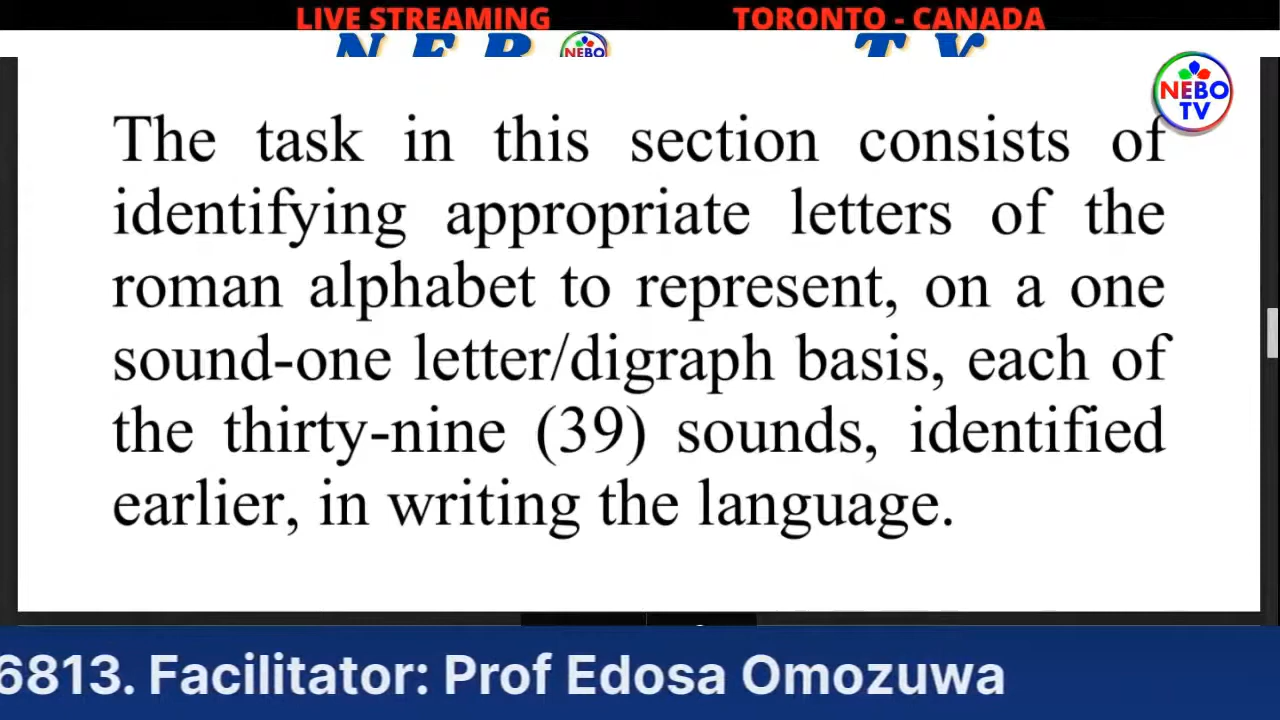 LIVE STREAMING TORONTO - CANADA
NEBO
NEBO
TV
The task in this section consists of
identifying appropriate letters of the
roman alphabet to represent, on a one
sound-one letter/digraph basis, each of
the thirty-nine (39) sounds, identified
earlier, in writing the language.
6813. Facilitator: Prof Edosa Omozuwa